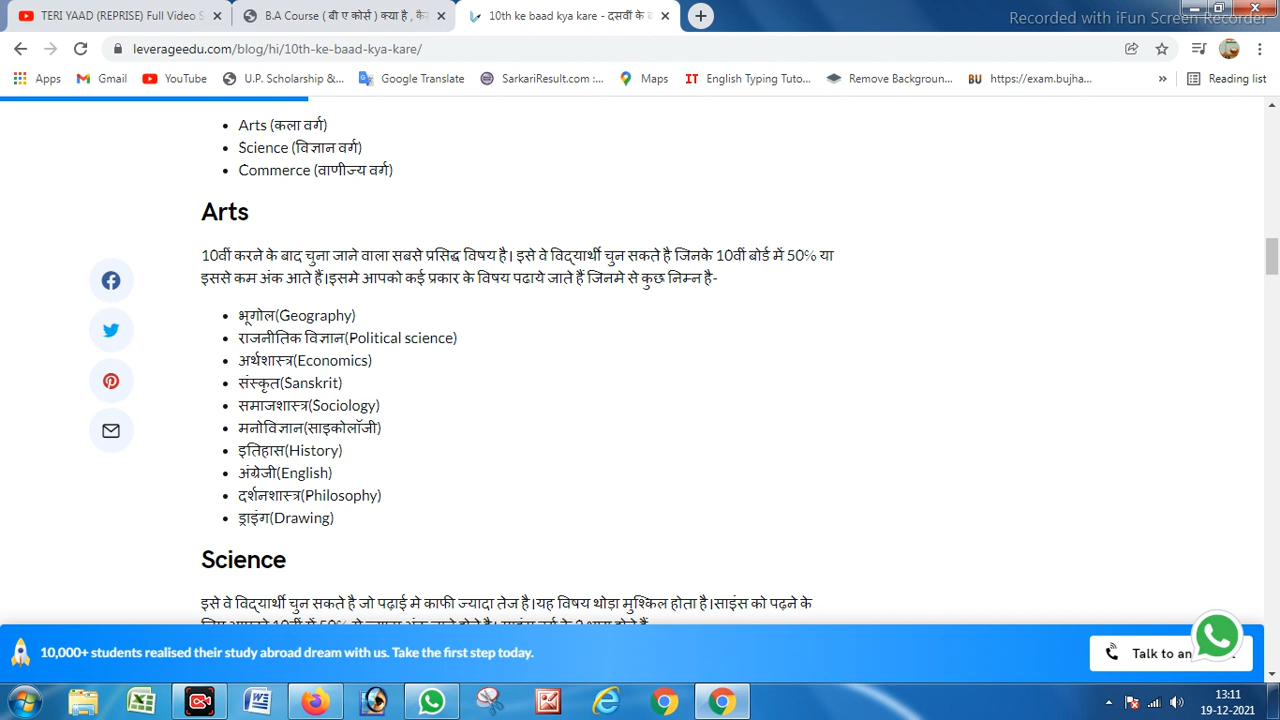 TERI YAAD (REPRISE) Full Video S
B.A Course ( बी ए कोर्स ) क्या है , कै
10th ke baad kya kare - दसवीं के ब
Recorded with iFun Screen Recorder
leverageedu.com/blog/hi/10th-ke-baad-kya-kare/
Apps
Gmail
YouTube
U.P. Scholarship &...
Google Translate
SarkariResult.com :...
Maps
English Typing Tuto...
Remove Backgroun...
https://exam.bujha...
»
Reading list
• Arts (कला वर्ग)
• Science (विज्ञान वर्ग)
• Commerce (वाणीज्य वर्ग)
Arts
10वीं करने के बाद चुना जाने वाला सबसे प्रसिद्ध विषय है। इसे वे विद्यार्थी चुन सकते है जिनके 10वीं बोर्ड में 50% या
इससे कम अंक आते हैं।इसमे आपको कई प्रकार के विषय पढाये जाते हैं जिनमे से कुछ निम्न है-
• भूगोल(Geography)
• राजनीतिक विज्ञान(Political science)
• अर्थशास्त्र(Economics)
• संस्कृत(Sanskrit)
• समाजशास्त्र(Sociology)
• मनोविज्ञान(साइकोलॉजी)
• इतिहास(History)
• अंग्रेजी(English)
• दर्शनशास्त्र(Philosophy)
• ड्राइंग(Drawing)
Science
इसे वे विद्यार्थी चुन सकते है जो पढ़ाई मे काफी ज्यादा तेज है।यह विषय थोड़ा मुश्किल होता है।साइंस को पढ़ने के
10,000+ students realised their study abroad dream with us. Take the first step today.
Talk to an
13:11
19-12-2021